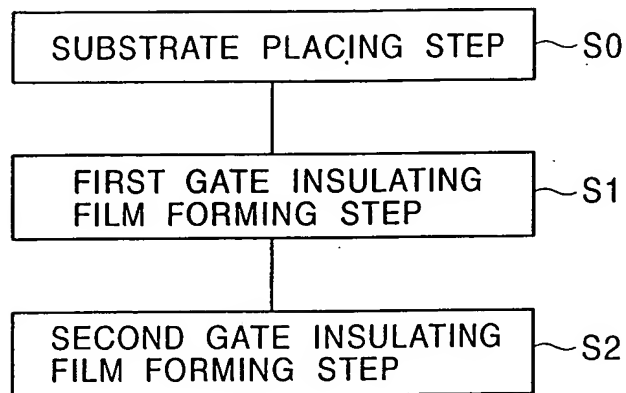 SUBSTRATE PLACING STEP S0
FIRST GATE INSULATING
FILM FORMING STEP S1
SECOND GATE INSULATING
FILM FORMING STEP S2